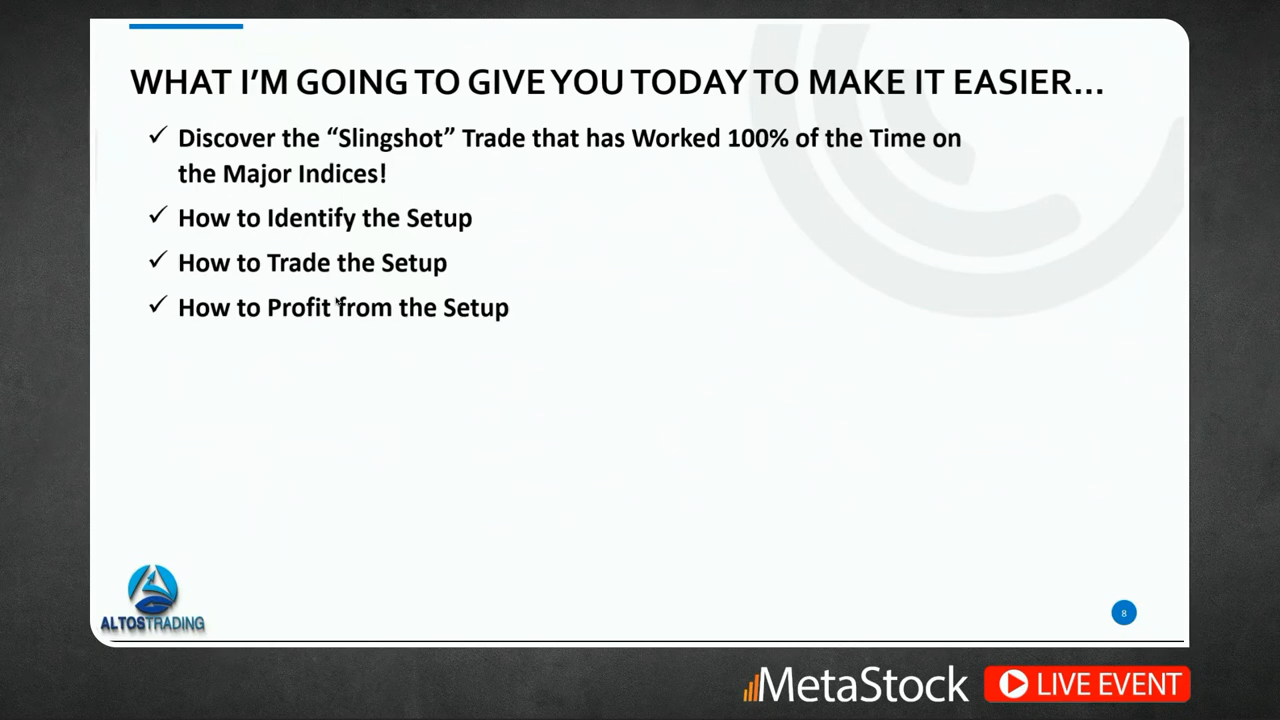 WHAT I’M GOING TO GIVE YOU TODAY TO MAKE IT EASIER…
✓ Discover the “Slingshot” Trade that has Worked 100% of the Time on
the Major Indices!
✓ How to Identify the Setup
✓ How to Trade the Setup
✓ How to Profit from the Setup
ALTOSTRADING
8
MetaStock
LIVE EVENT